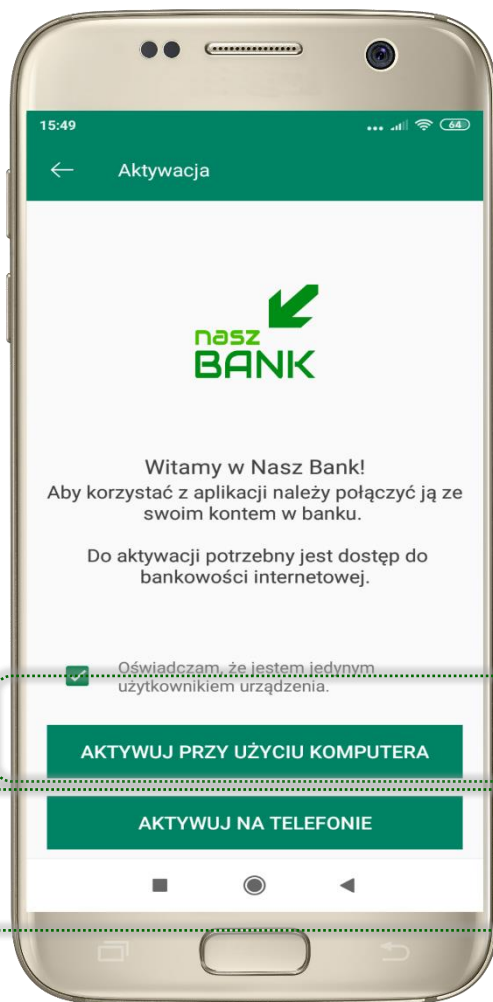 15:49
64
Aktywacja
nasz
BANK
Witamy w Nasz Bank!
Aby korzystać z aplikacji należy połączyć ją ze
swoim kontem w banku.
Do aktywacji potrzebny jest dostęp do
bankowości internetowej.
Oświadczam, że jestem jedynym
użytkownikiem urządzenia.
AKTYWUJ PRZY UŻYCIU KOMPUTERA
AKTYWUJ NA TELEFONIE